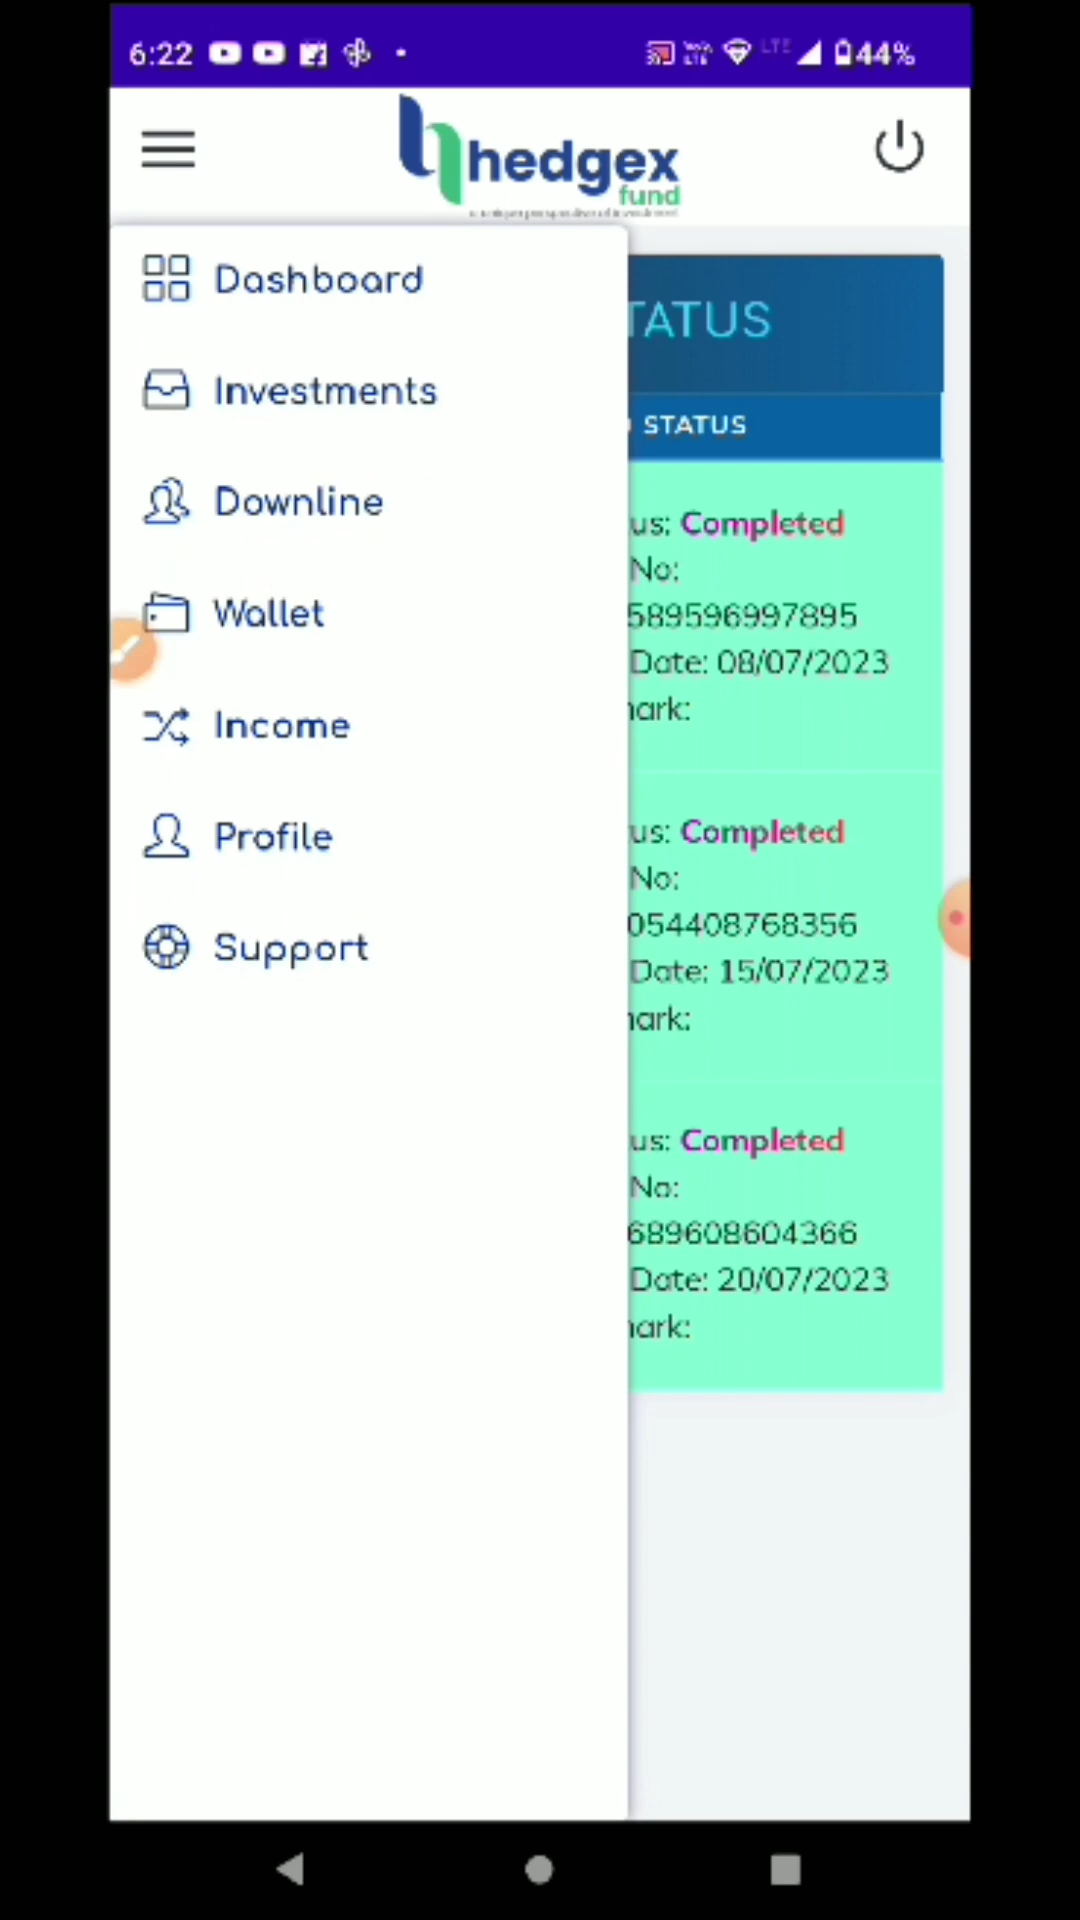 6:22
LTE
44%
hedgex
fund
Dashboard
Investments
Downline
Wallet
Income
Profile
Support
TATUS
STATUS
us: Completed
No:
589596997895
Date: 08/07/2023
ark:
us: Completed
No:
054408768356
Date: 15/07/2023
ark:
us: Completed
No:
689608604366
Date: 20/07/2023
ark: